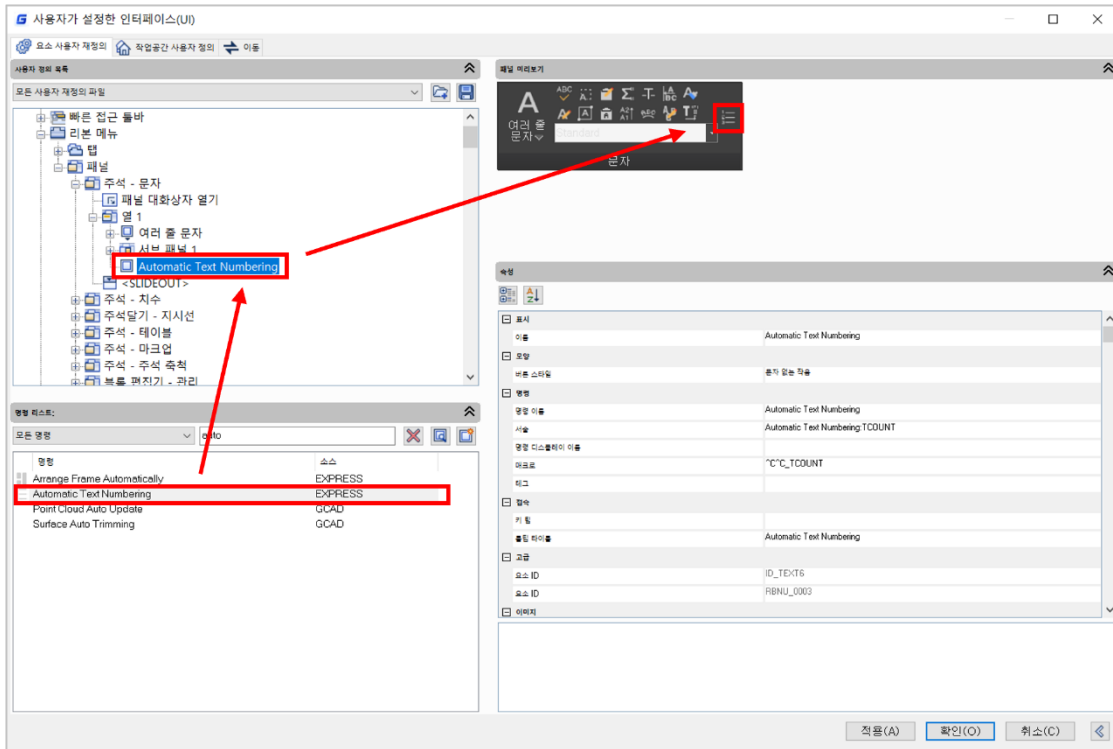 사용자가 설정한 인터페이스(UI)
요소 사용자 재정의 작업공간 사용자 정의 이동
사용자 정의 목록
모든 사용자 재정의 파일
빠른 접근 툴바
리본 메뉴
탭
패널
주석 - 문자
패널 대화상자 열기
열 1
여러 줄 문자
서브 패널 1
Automatic Text Numbering
<SLIDEOUT>
주석 - 치수
주석달기 - 지시선
주석 - 테이블
주석 - 마크업
주석 - 주석 축척
블록 편집기 - 관리
명령 리스트:
모든 명령 auto
명령 소스
Arrange Frame Automatically EXPRESS
Automatic Text Numbering EXPRESS
Point Cloud Auto Update GCAD
Surface Auto Trimming GCAD
패널 미리보기
여러 줄
문자
Standard
문자
속성
표시
이름 Automatic Text Numbering
모양
버튼 스타일 문자 없는 작음
명령
명령 이름 Automatic Text Numbering
서술 Automatic Text Numbering:TCOUNT
명령 디스플레이 이름
매크로 ^C^C_TCOUNT
태그
접속
키 팁
툴팁 타이틀 Automatic Text Numbering
고급
요소 ID ID_TEXT6
요소 ID RBNU_0003
이미지
적용(A) 확인(O) 취소(C)